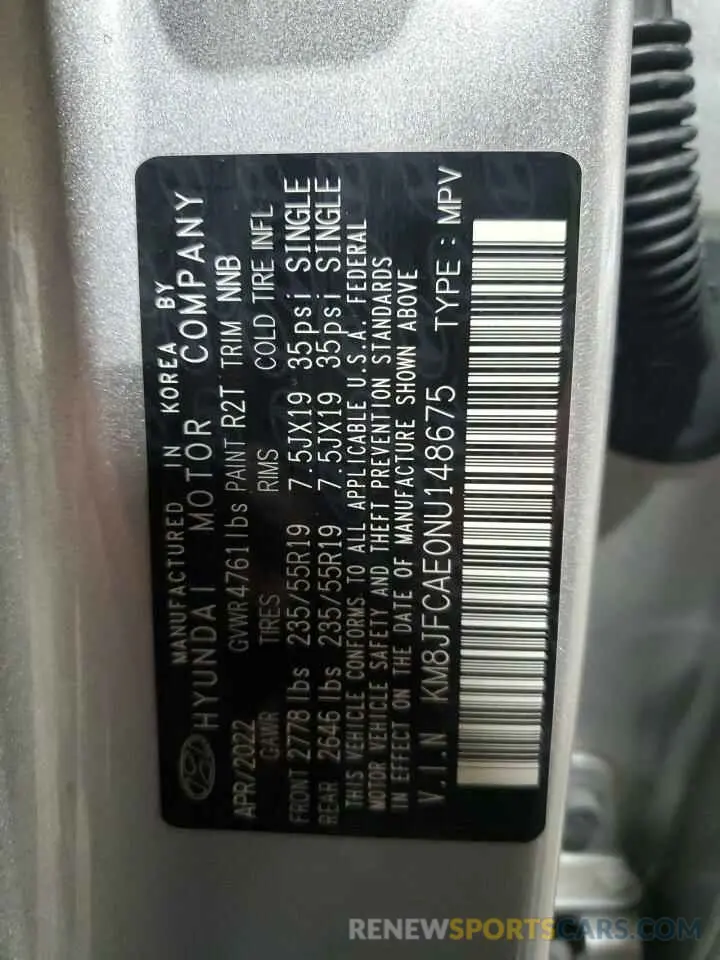 MANUFACTURED IN KOREA BY
HYUNDAI MOTOR COMPANY
APR/2022 GVWR4761lbs PAINT R2T TRIM NNB
GAWR TIRES RIMS COLD TIRE INFL
FRONT 2778 lbs 235/55R19 7.5JX19 35psi SINGLE
REAR 2646 lbs 235/55R19 7.5JX19 35psi SINGLE
THIS VEHICLE CONFORMS TO ALL APPLICABLE U.S.A. FEDERAL
MOTOR VEHICLE SAFETY AND THEFT PREVENTION STANDARDS
IN EFFECT ON THE DATE OF MANUFACTURE SHOWN ABOVE
V.I.N KM8JFCAE0NU148675 TYPE : MPV
RENEWSPORTSCARS.COM